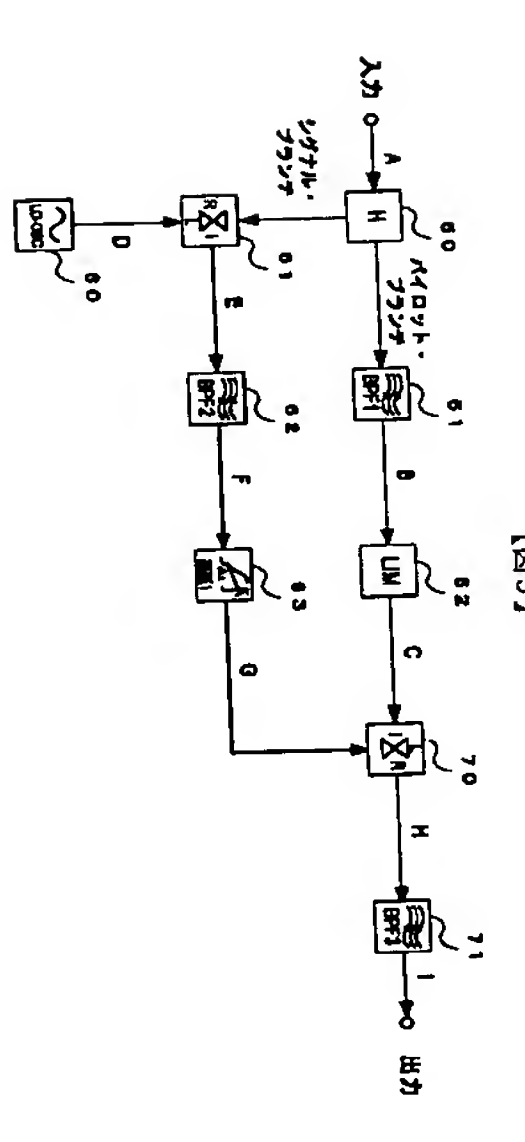 【図5】
入力
A
H
50
パイロット・
ブランチ
BPF1
51
B
LIM
52
C
シグナル・
ブランチ
R
I
61
D
LO-OSC
60
E
BPF2
62
F
63
G
I
R
70
H
BPF3
71
I
出力